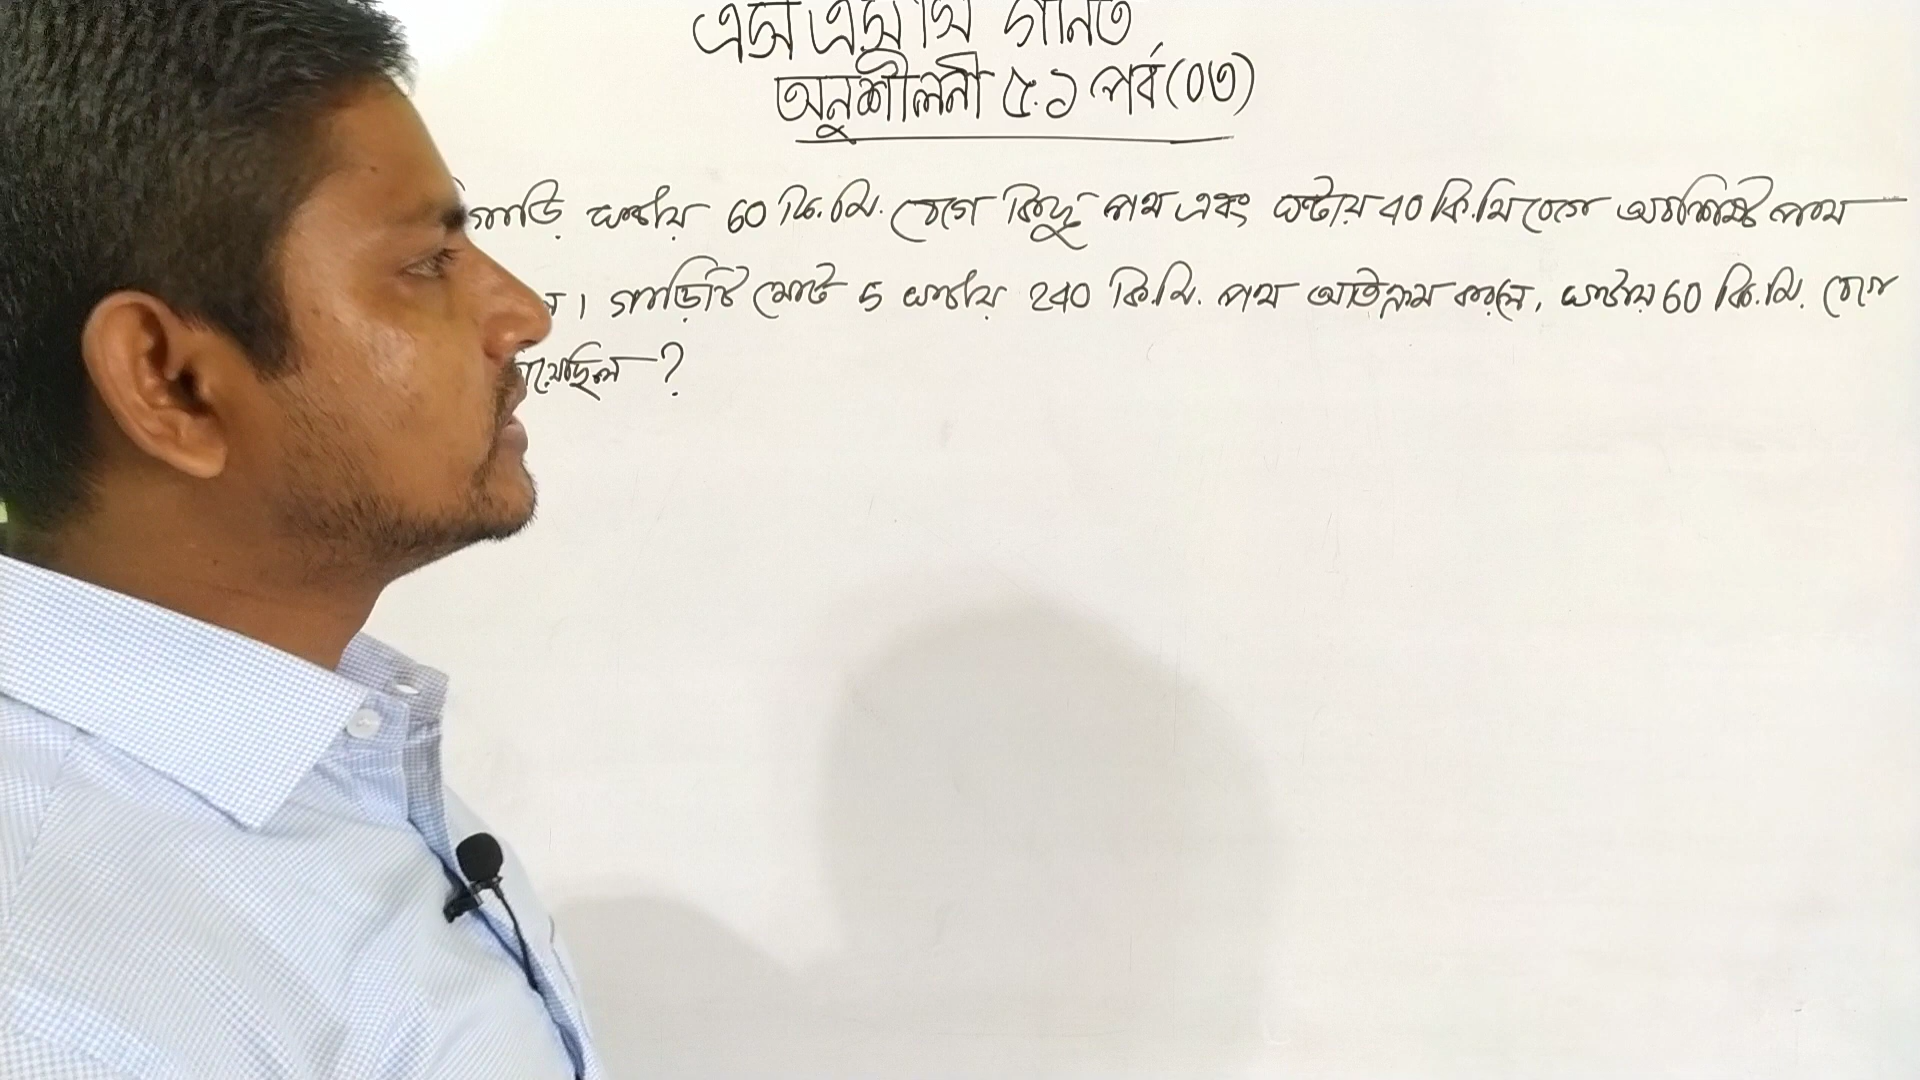 এস এস সি গনিত
অনুশীলনী ৫.১ পর্ব (০৩)
গাড়ি ঘন্টায় 60 কি.মি. বেগে কিছু পথ এবং ঘন্টায় 40 কি.মি বেগে অবশিষ্ট পথ
। গাড়িটি মোট 5 ঘন্টায় 240 কি.মি. পথ অতিক্রম করলে, ঘন্টায় 60 কি.মি. বেগে
য়েছিল ?